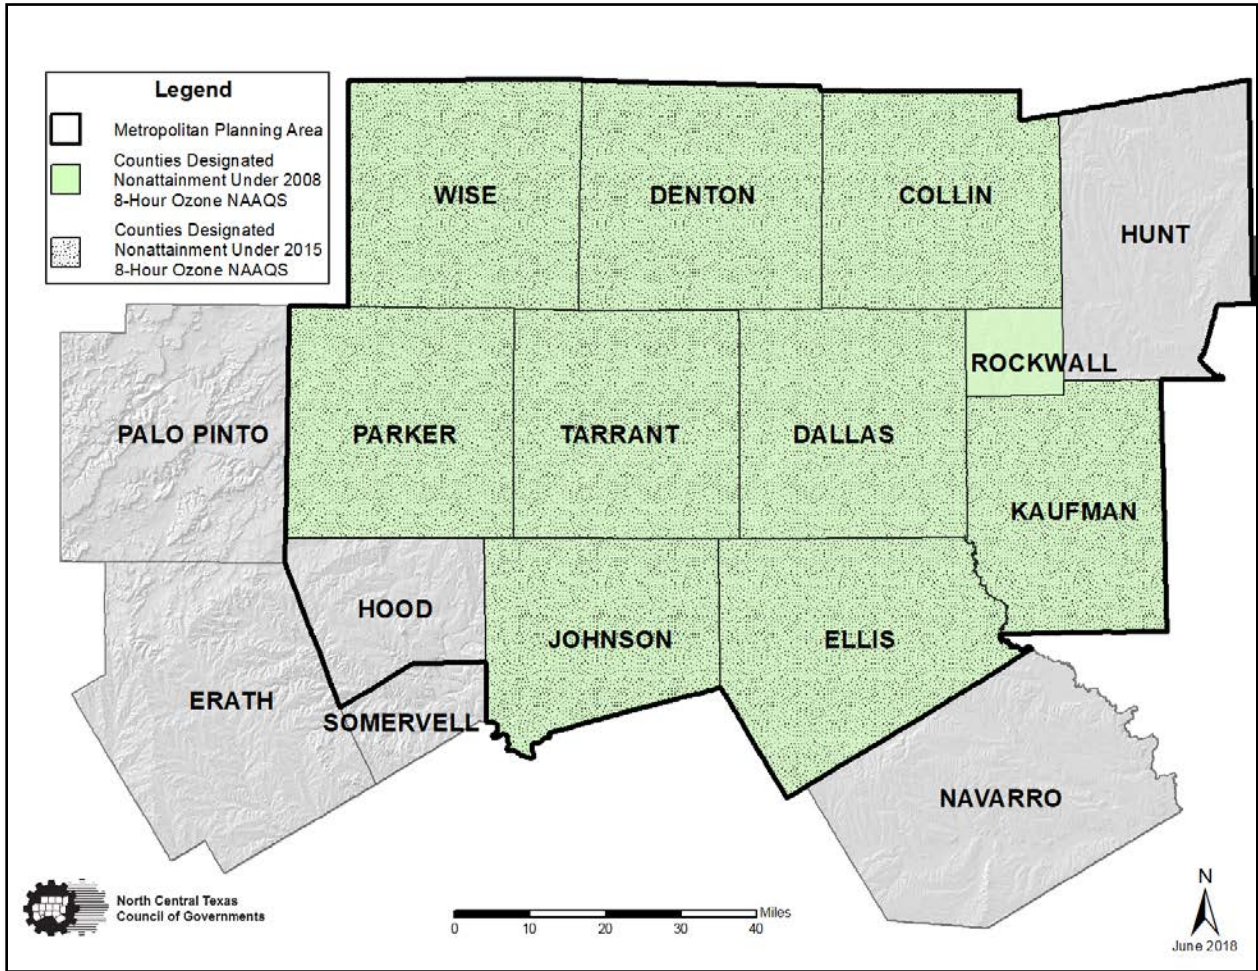 Legend
Metropolitan Planning Area
Counties Designated
Nonattainment Under 2008
8-Hour Ozone NAAQS
Counties Designated
Nonattainment Under 2015
8-Hour Ozone NAAQS
WISE
DENTON
COLLIN
HUNT
ROCKWALL
PALO PINTO
PARKER
TARRANT
DALLAS
KAUFMAN
HOOD
JOHNSON
ELLIS
ERATH
SOMERVELL
NAVARRO
North Central Texas
Council of Governments
Miles
0 10 20 30 40
N
June 2018